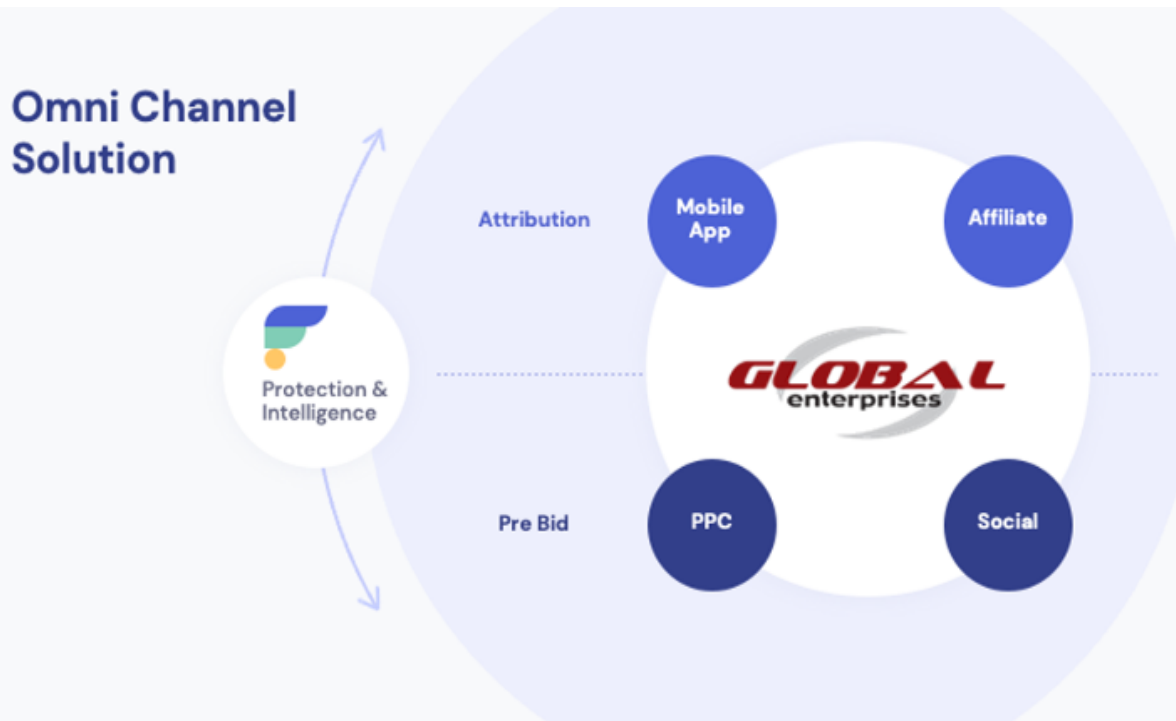 Omni Channel
Solution
Attribution
Mobile
App
Affiliate
Protection &
Intelligence
GLOBAL
enterprises
Pre Bid
PPC
Social